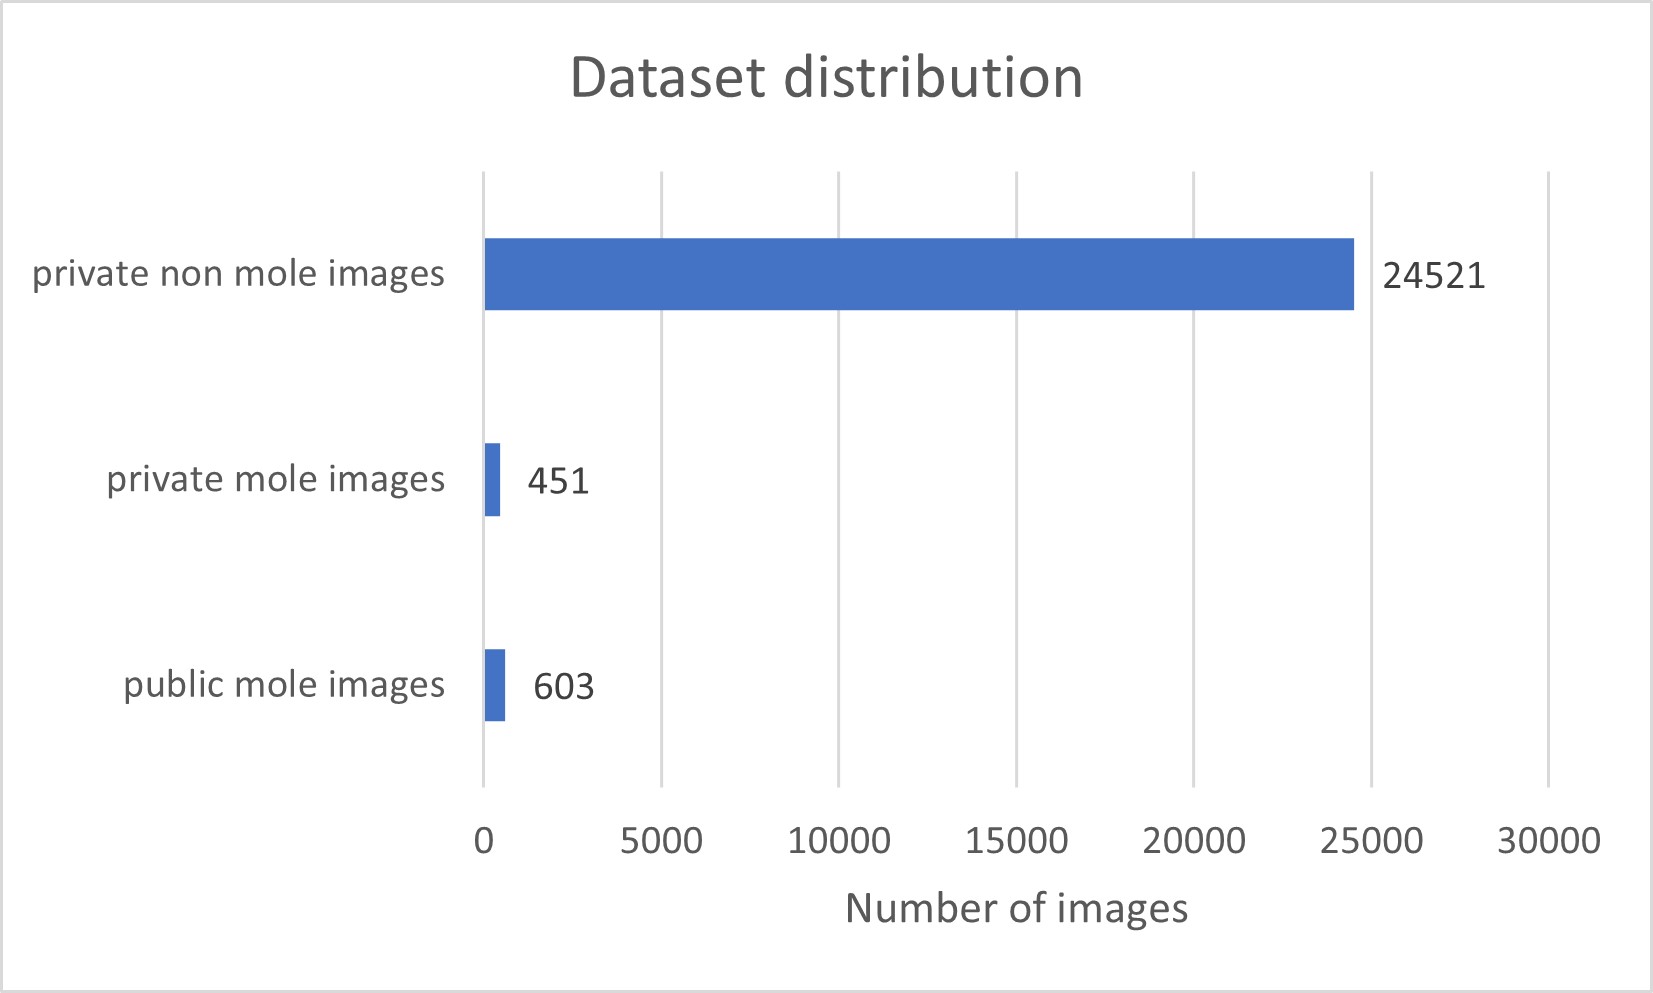 Dataset distribution
private non mole images 24521
private mole images 451
public mole images 603
0 5000 10000 15000 20000 25000 30000
Number of images